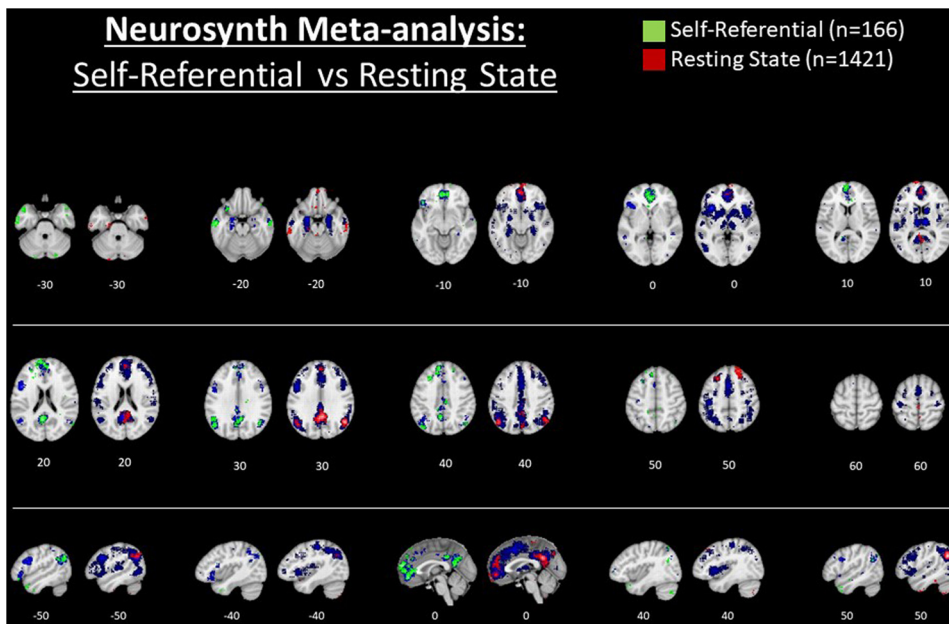 Neurosynth Meta-analysis:
Self-Referential vs Resting State
Self-Referential (n=166)
Resting State (n=1421)
-30 -30 -20 -20 -10 -10 0 0 10 10
20 20 30 30 40 40 50 50 60 60
-50 -50 -40 -40 0 0 40 40 50 50